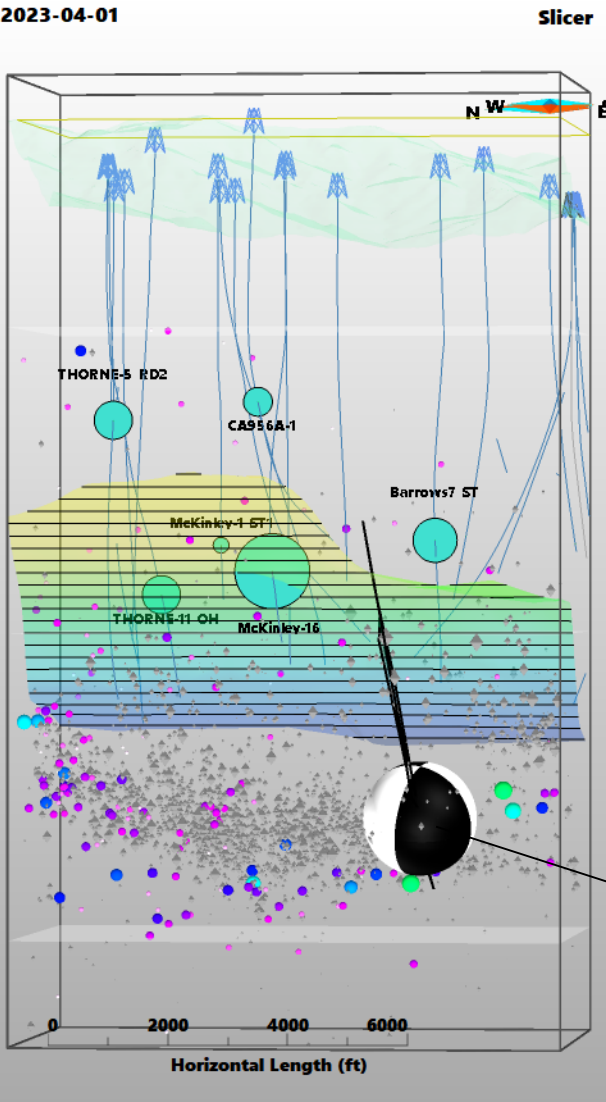 2023-04-01
Slicer
N W
E
THORNE-5 RD2
CA956A-1
Barrows7 ST
McKinley-1 ST1
THORNE-11 OH
McKinley-16
0 2000 4000 6000
Horizontal Length (ft)